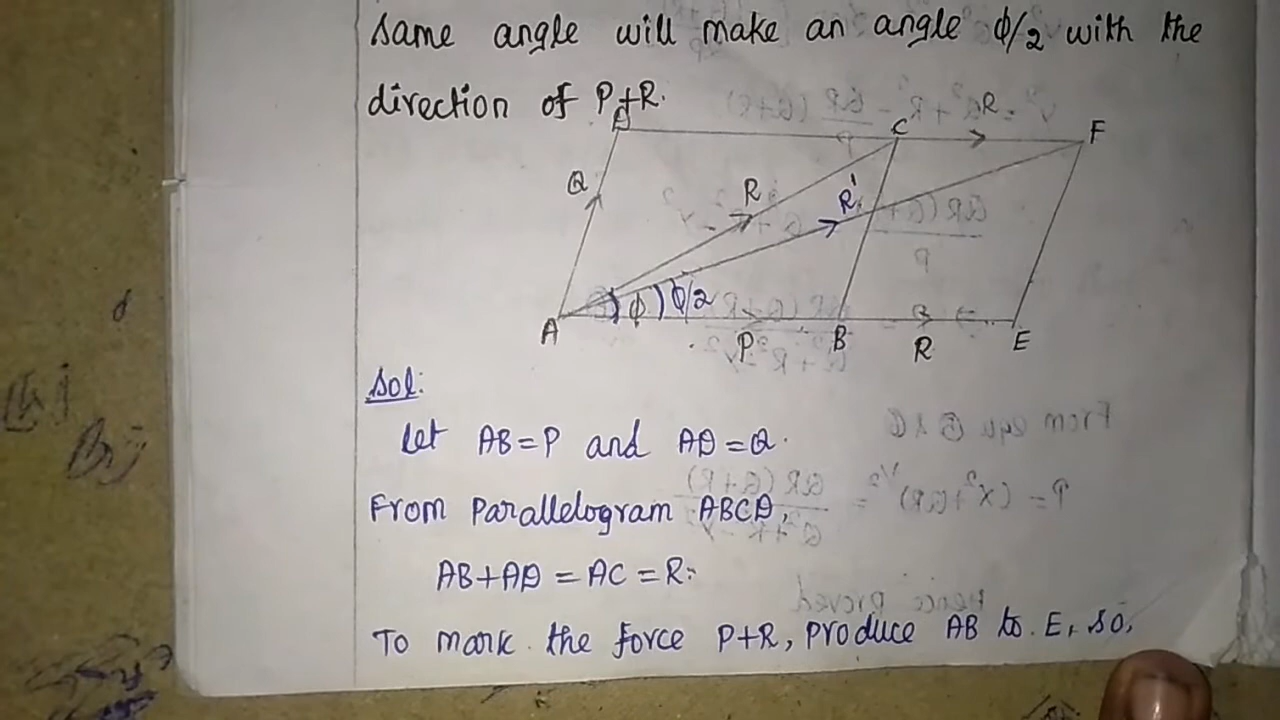 same angle will make an angle ϕ/2 with the
direction of P+R.
D C R F
Q R R'
ϕ ϕ/2
A P B R E
Sol:
Let AB=P and AD=Q.
From Parallelogram ABCD,
AB+AD = AC = R.
To mark the force P+R, produce AB to E, so,